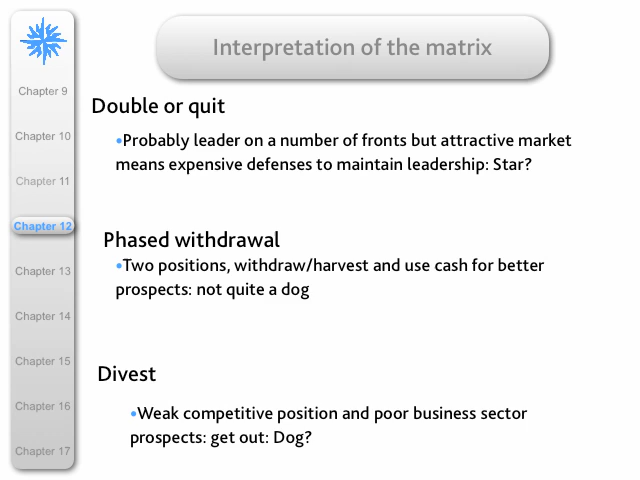 Interpretation of the matrix
Chapter 9
Chapter 10
Chapter 11
Chapter 12
Chapter 13
Chapter 14
Chapter 15
Chapter 16
Chapter 17
Double or quit
•Probably leader on a number of fronts but attractive market
means expensive defenses to maintain leadership: Star?
Phased withdrawal
•Two positions, withdraw/harvest and use cash for better
prospects: not quite a dog
Divest
•Weak competitive position and poor business sector
prospects: get out: Dog?